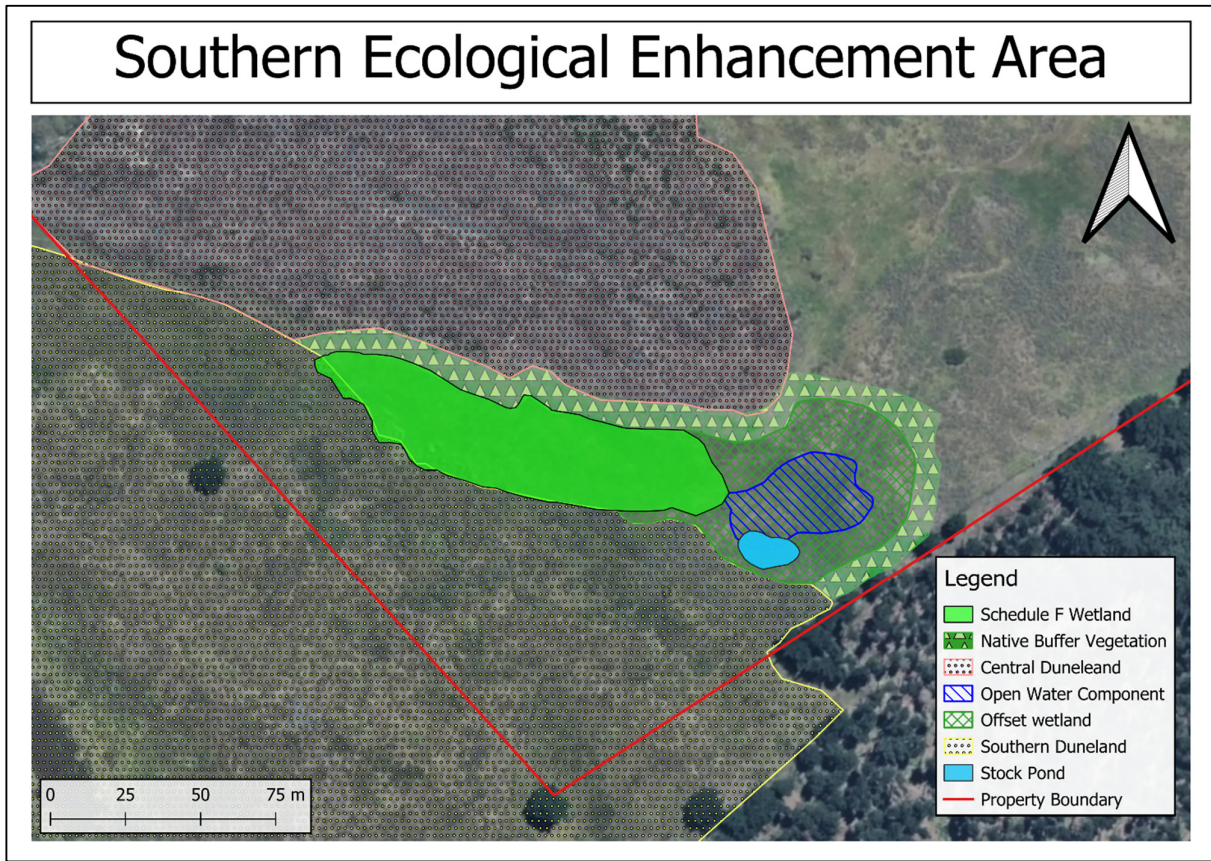 Southern Ecological Enhancement Area
Legend
Schedule F Wetland
Native Buffer Vegetation
Central Duneleand
Open Water Component
Offset wetland
Southern Duneland
Stock Pond
Property Boundary
0 25 50 75 m